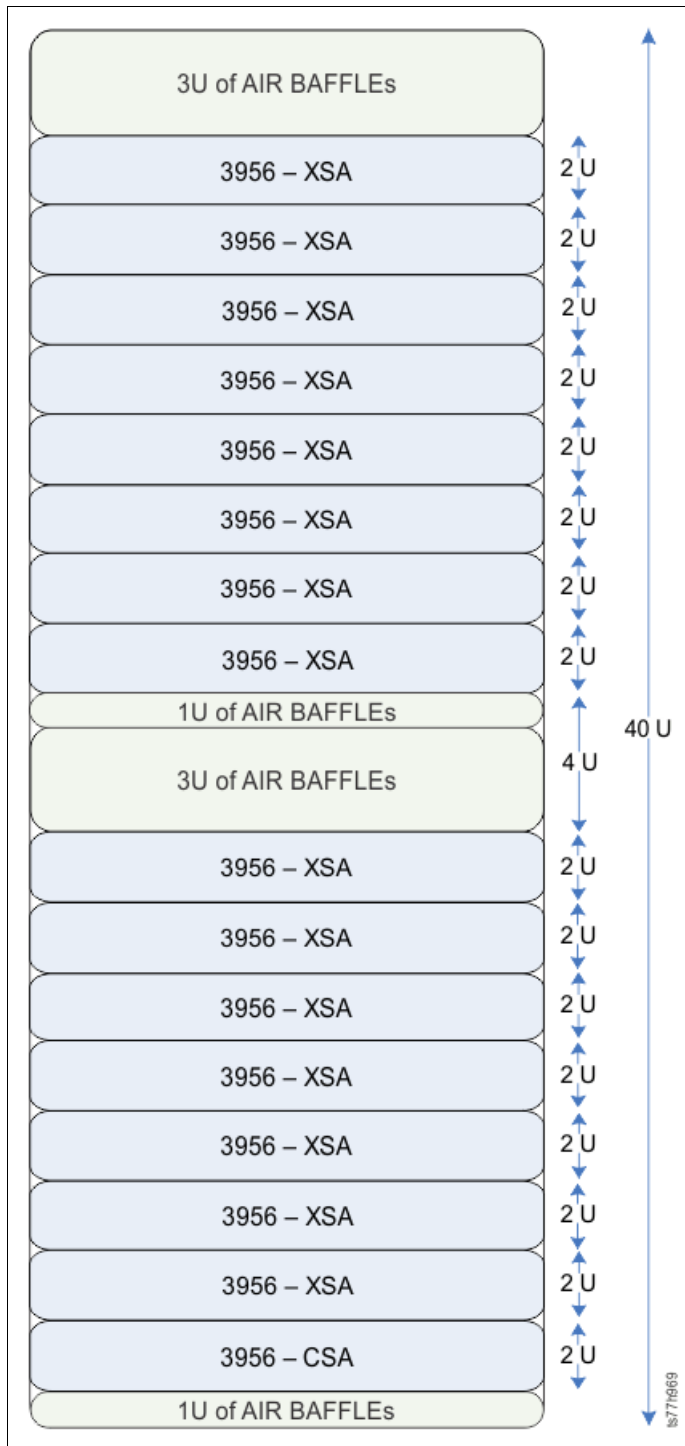 3U of AIR BAFFLEs
3956 – XSA
2 U
3956 – XSA
2 U
3956 – XSA
2 U
3956 – XSA
2 U
3956 – XSA
2 U
3956 – XSA
2 U
3956 – XSA
2 U
3956 – XSA
2 U
1U of AIR BAFFLEs
40 U
4 U
3U of AIR BAFFLEs
3956 – XSA
2 U
3956 – XSA
2 U
3956 – XSA
2 U
3956 – XSA
2 U
3956 – XSA
2 U
3956 – XSA
2 U
3956 – XSA
2 U
3956 – CSA
2 U
1U of AIR BAFFLEs
ts77h969